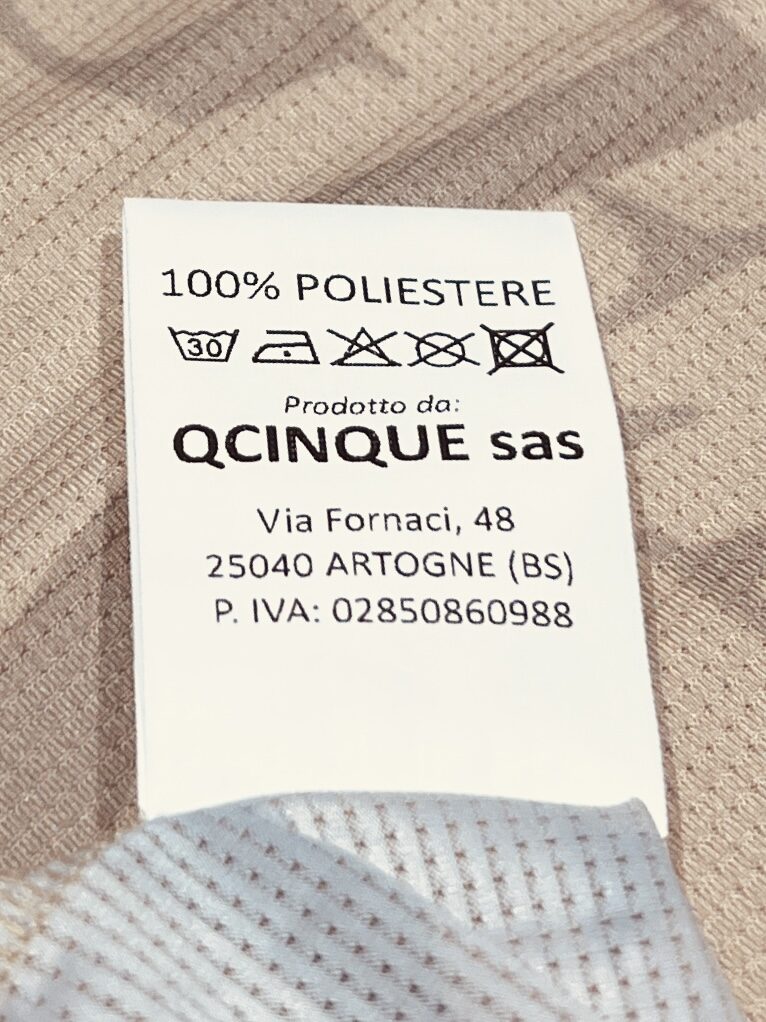 100% POLIESTERE
30
Prodotto da:
QCINQUE sas
Via Fornaci, 48
25040 ARTOGNE (BS)
P. IVA: 02850860988